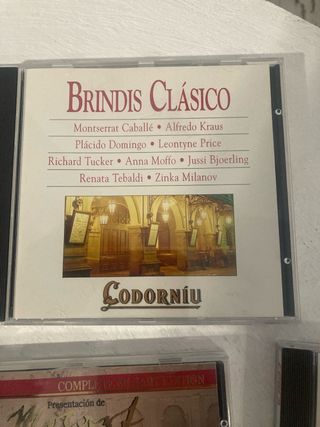 BRINDIS CLÁSICO
Montserrat Caballé • Alfredo Kraus
Plácido Domingo • Leontyne Price
Richard Tucker • Anna Moffo • Jussi Bjoerling
Renata Tebaldi • Zinka Milanov
CODORNÍU
Presentación de